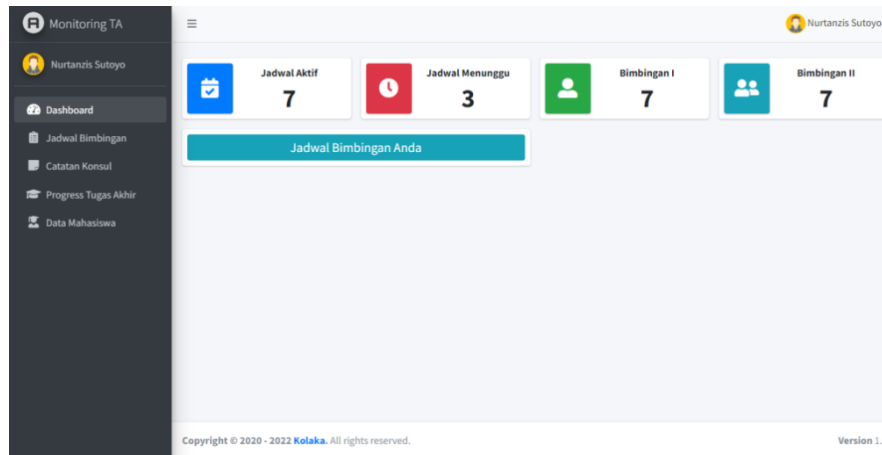 Monitoring TA
Nurtanzis Sutoyo
Nurtanzis Sutoyo
Dashboard
Jadwal Bimbingan
Catatan Konsul
Progress Tugas Akhir
Data Mahasiswa
Jadwal Aktif
7
Jadwal Menunggu
3
Bimbingan I
7
Bimbingan II
7
Jadwal Bimbingan Anda
Copyright © 2020 - 2022 Kolaka. All rights reserved.
Version 1.